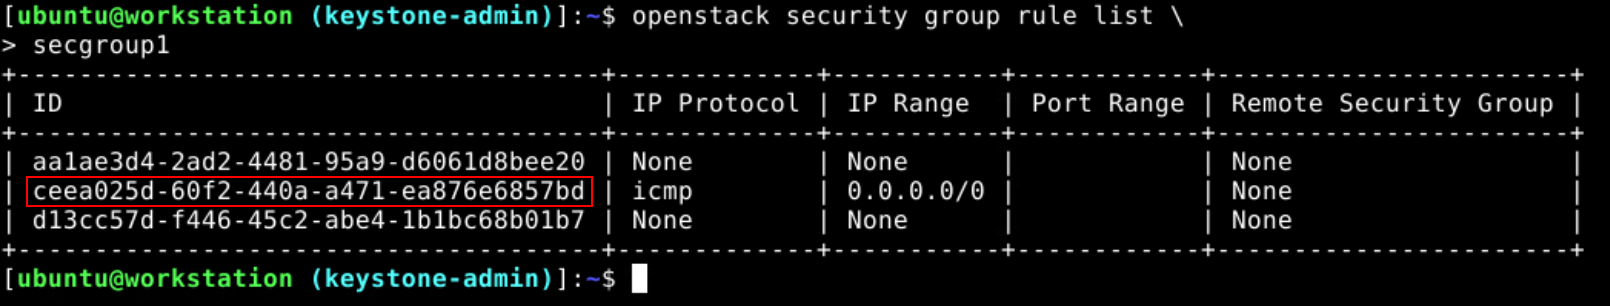 [ubuntu@workstation (keystone-admin)]:~$ openstack security group rule list \
> secgroup1
+--------------------------------------+-------------+-----------+------------+-----------------------+
| ID                                   | IP Protocol | IP Range  | Port Range | Remote Security Group |
+--------------------------------------+-------------+-----------+------------+-----------------------+
| aa1ae3d4-2ad2-4481-95a9-d6061d8bee20 | None        | None      |            | None                  |
| ceea025d-60f2-440a-a471-ea876e6857bd | icmp        | 0.0.0.0/0 |            | None                  |
| d13cc57d-f446-45c2-abe4-1b1bc68b01b7 | None        | None      |            | None                  |
+--------------------------------------+-------------+-----------+------------+-----------------------+
[ubuntu@workstation (keystone-admin)]:~$